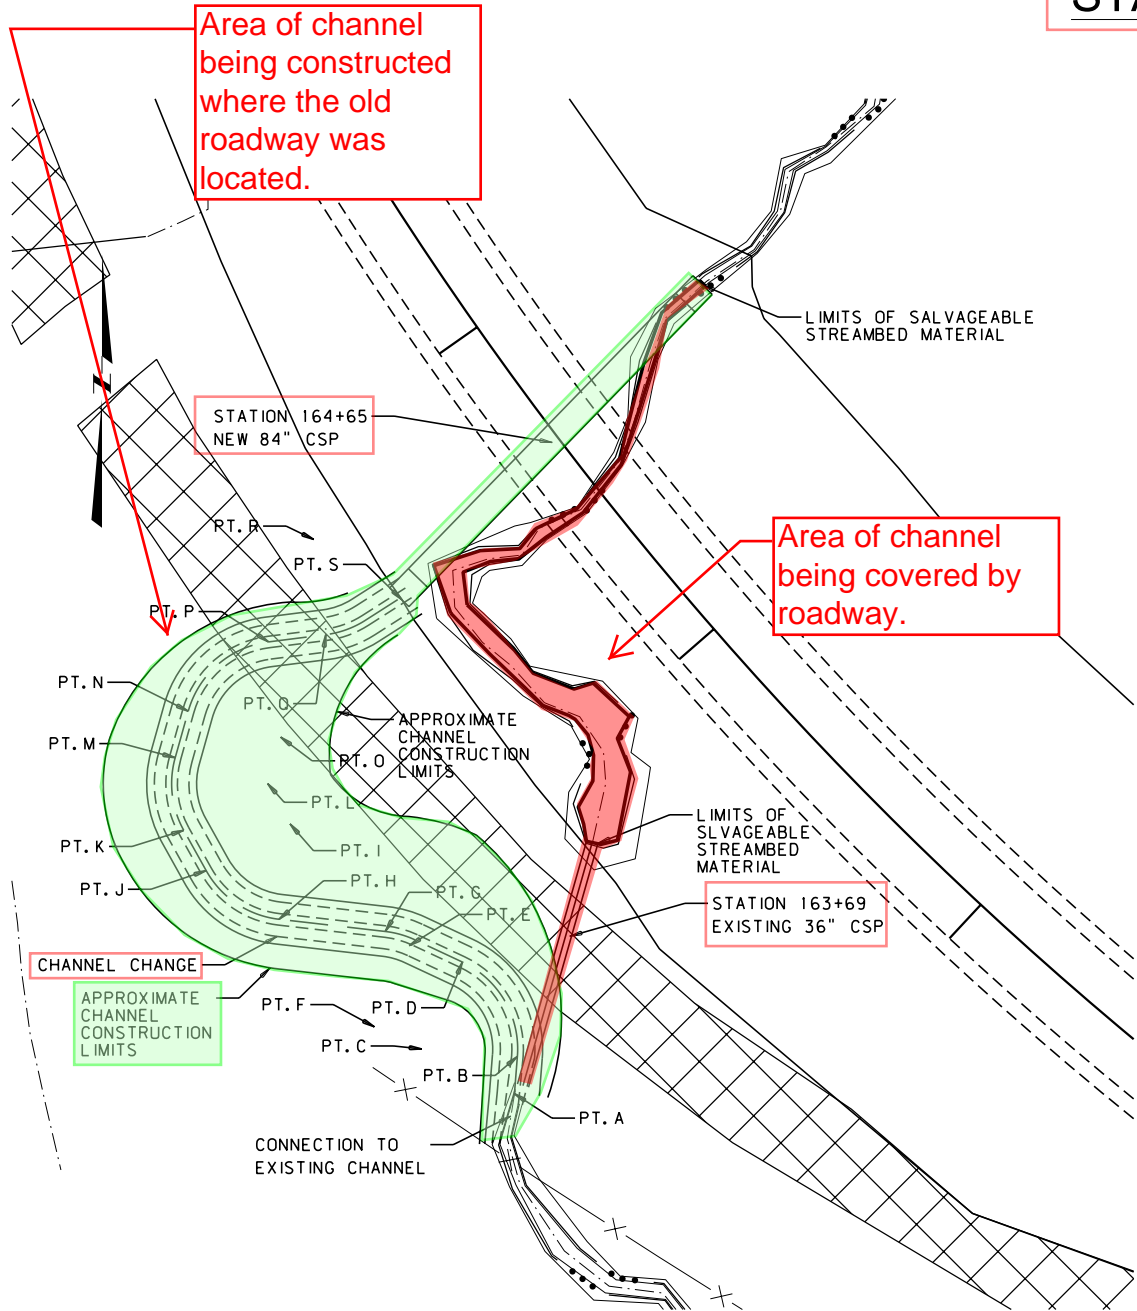 Area of channel
being constructed
where the old
roadway was
located.
LIMITS OF SALVAGEABLE
STREAMBED MATERIAL
STATION 164+65
NEW 84" CSP
PT. R
PT. S
PT. P
Area of channel
being covered by
roadway.
PT. N
PT. Q
PT. M
APPROXIMATE
CHANNEL
CONSTRUCTION
LIMITS
PT. O
PT. L
PT. K
PT. I
LIMITS OF
SLVAGEABLE
STREAMBED
MATERIAL
PT. J
PT. H
PT. G
PT. E
STATION 163+69
EXISTING 36" CSP
CHANNEL CHANGE
APPROXIMATE
CHANNEL
CONSTRUCTION
LIMITS
PT. F
PT. D
PT. C
PT. B
PT. A
CONNECTION TO
EXISTING CHANNEL